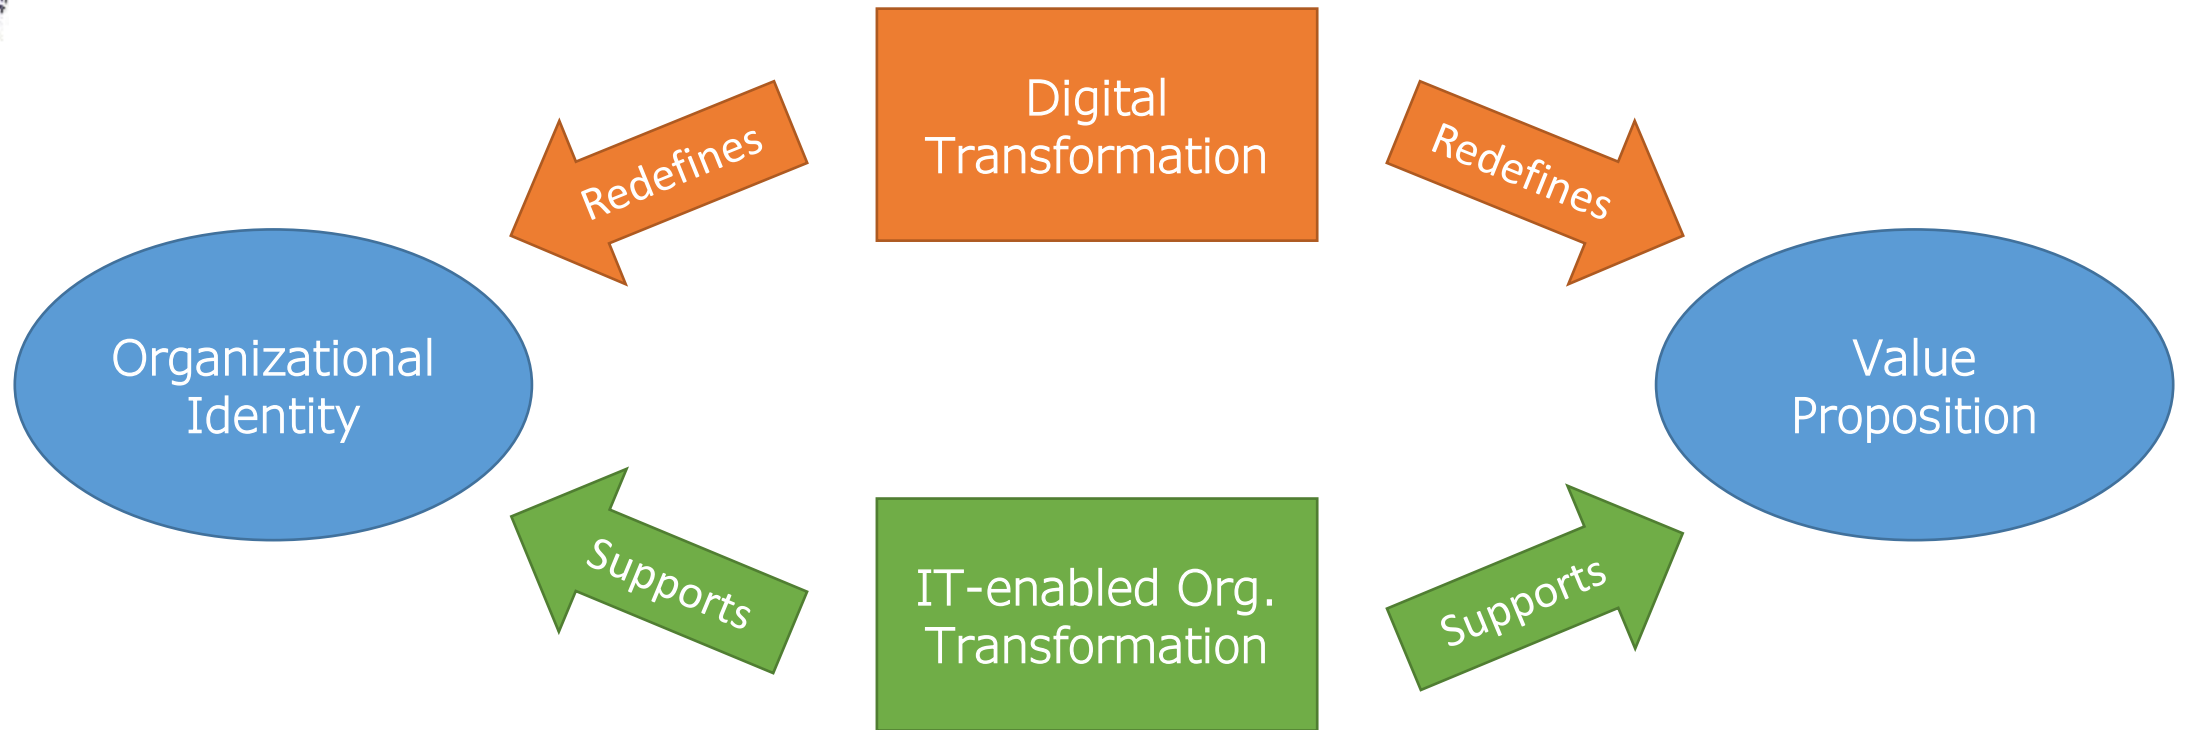 Digital
Transformation
Redefines
Redefines
Organizational
Identity
Value
Proposition
Supports
IT-enabled Org.
Transformation
Supports